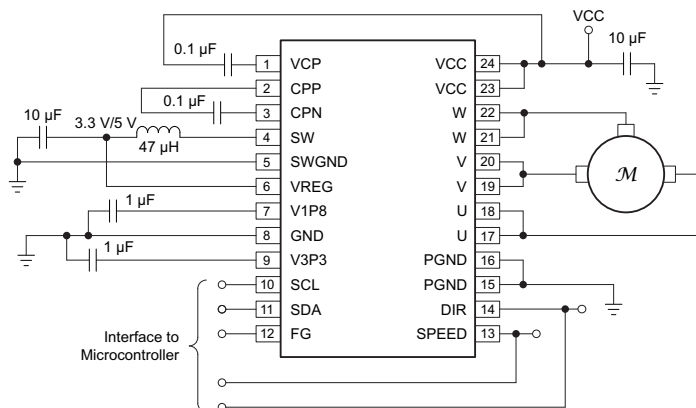 VCC
0.1 µF
10 µF
1 VCP VCC 24
2 CPP VCC 23
0.1 µF
3 CPN W 22
10 µF
3.3 V/5 V
47 µH
4 SW W 21
5 SWGND V 20
M
6 VREG V 19
1 µF
7 V1P8 U 18
8 GND U 17
1 µF
9 V3P3 PGND 16
10 SCL PGND 15
11 SDA DIR 14
12 FG SPEED 13
Interface to
Microcontroller